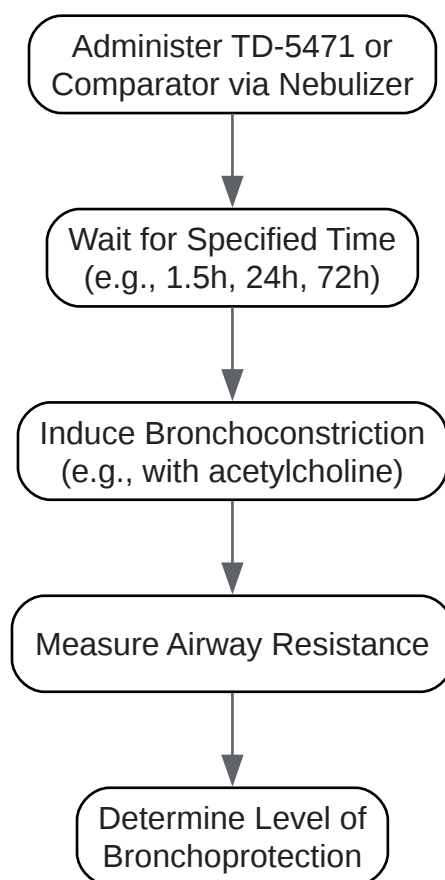 Administer TD-5471 or
Comparator via Nebulizer
Wait for Specified Time
(e.g., 1.5h, 24h, 72h)
Induce Bronchoconstriction
(e.g., with acetylcholine)
Measure Airway Resistance
Determine Level of
Bronchoprotection